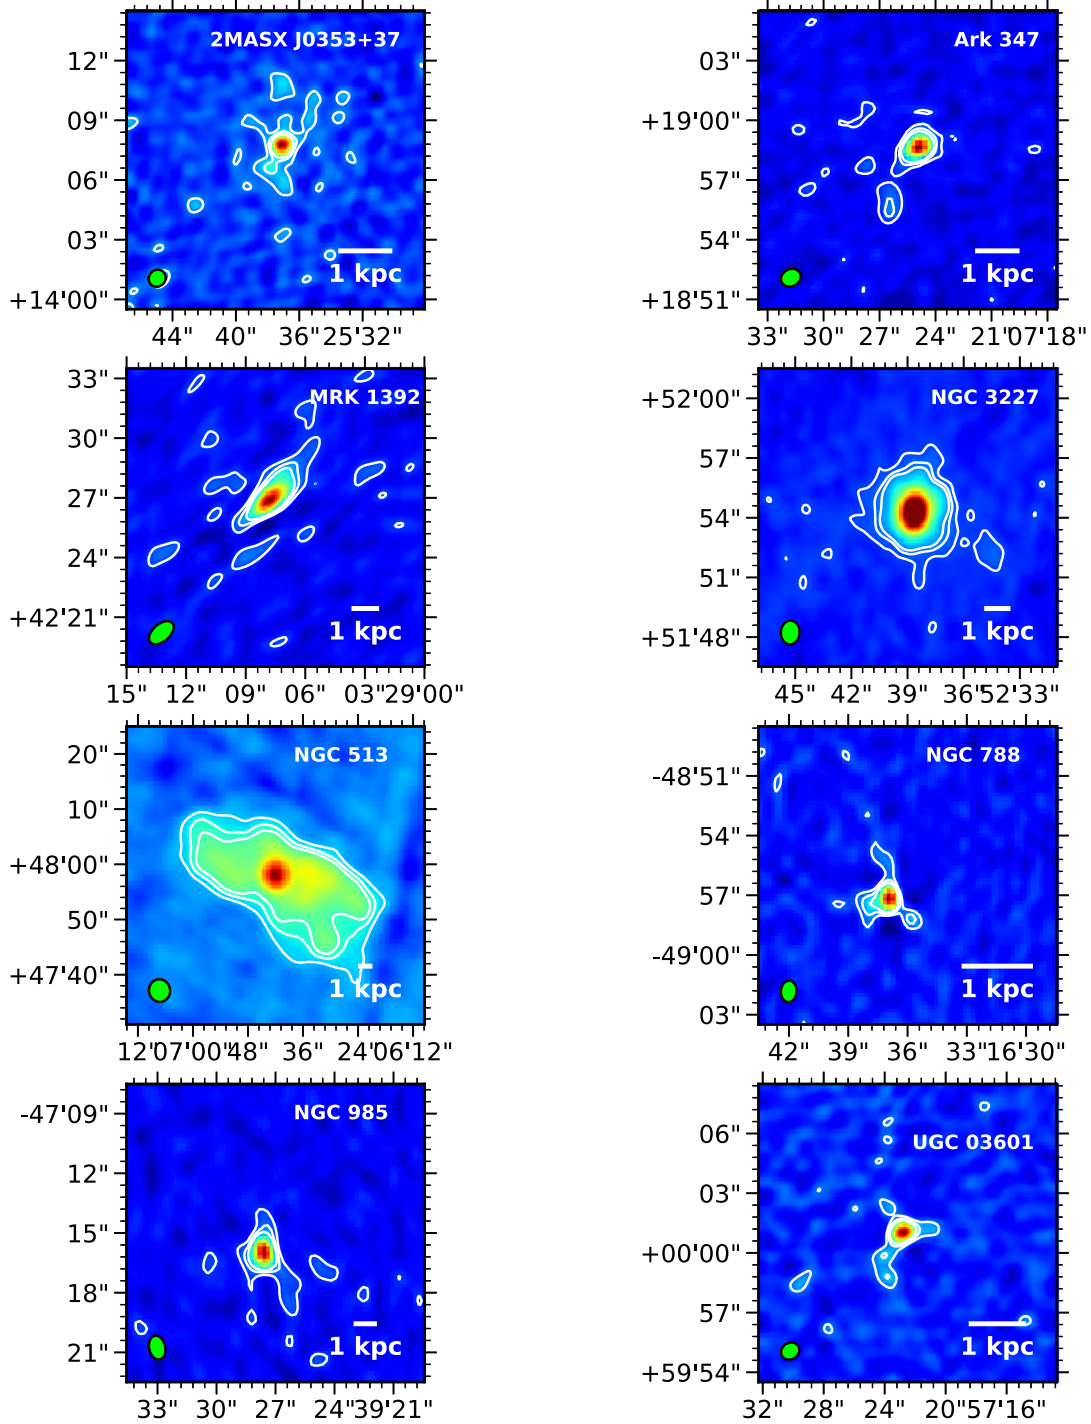 2MASX J0353+37
12"
09"
06"
03"
+14'00"
1 kpc
44" 40" 36" 25'32"
Ark 347
03"
+19'00"
57"
54"
+18'51"
1 kpc
33" 30" 27" 24" 21" 07'18"
MRK 1392
33"
30"
27"
24"
+42'21"
1 kpc
15" 12" 09" 06" 03" 29'00"
NGC 3227
+52'00"
57"
54"
51"
+51'48"
1 kpc
45" 42" 39" 36" 52'33"
NGC 513
20"
10"
+48'00"
50"
+47'40"
1 kpc
12" 07'00" 48" 36" 24" 06'12"
NGC 788
-48'51"
54"
57"
-49'00"
03"
1 kpc
42" 39" 36" 33" 16'30"
NGC 985
-47'09"
12"
15"
18"
21"
1 kpc
33" 30" 27" 24" 39'21"
UGC 03601
06"
03"
+00'00"
57"
+59'54"
1 kpc
32" 28" 24" 20" 57'16"